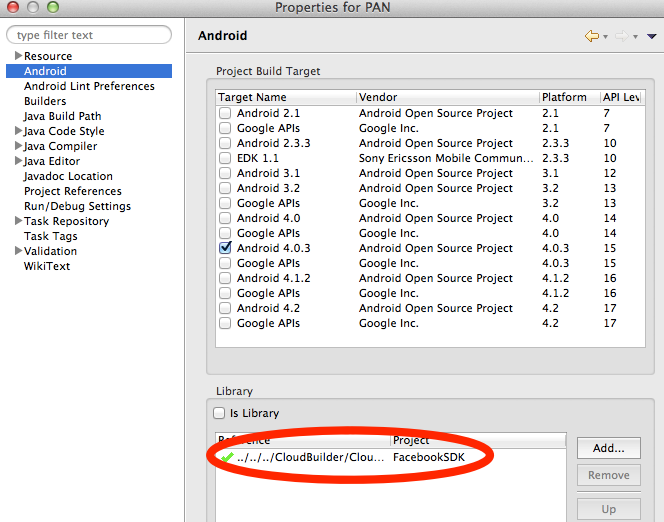 Properties for PAN
type filter text
Resource
Android
Android Lint Preferences
Builders
Java Build Path
Java Code Style
Java Compiler
Java Editor
Javadoc Location
Project References
Run/Debug Settings
Task Repository
Task Tags
Validation
WikiText
Android
Project Build Target
Target Name Vendor Platform API Lev
Android 2.1 Android Open Source Project 2.1 7
Google APIs Google Inc. 2.1 7
Android 2.3.3 Android Open Source Project 2.3.3 10
EDK 1.1 Sony Ericsson Mobile Commun... 2.3.3 10
Android 3.1 Android Open Source Project 3.1 12
Android 3.2 Android Open Source Project 3.2 13
Google APIs Google Inc. 3.2 13
Android 4.0 Android Open Source Project 4.0 14
Google APIs Google Inc. 4.0 14
Android 4.0.3 Android Open Source Project 4.0.3 15
Google APIs Google Inc. 4.0.3 15
Android 4.1.2 Android Open Source Project 4.1.2 16
Google APIs Google Inc. 4.1.2 16
Android 4.2 Android Open Source Project 4.2 17
Google APIs Google Inc. 4.2 17
Library
Is Library
Reference Project
../../../CloudBuilder/Clou... FacebookSDK
Add...
Remove
Up